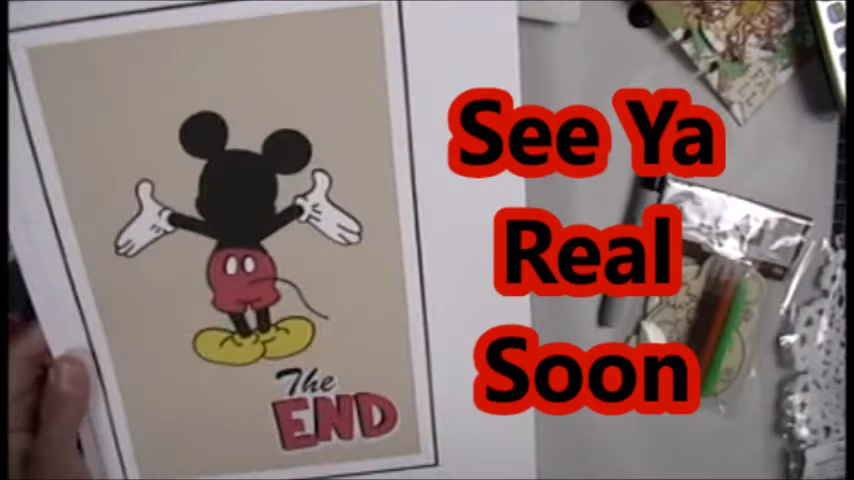 The
END
See Ya
Real
Soon